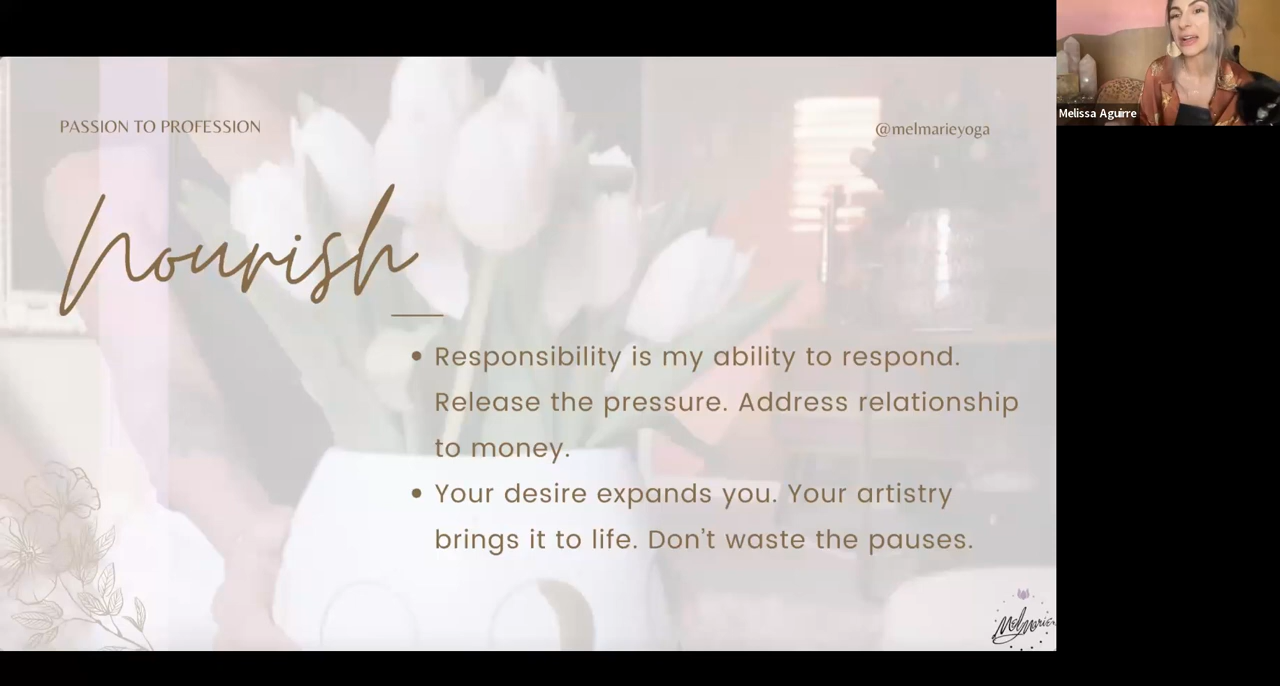 PASSION TO PROFESSION
@melmarieyoga
Melissa Aguirre
Nourish
• Responsibility is my ability to respond.
Release the pressure. Address relationship
to money.
• Your desire expands you. Your artistry
brings it to life. Don't waste the pauses.
MelMarie